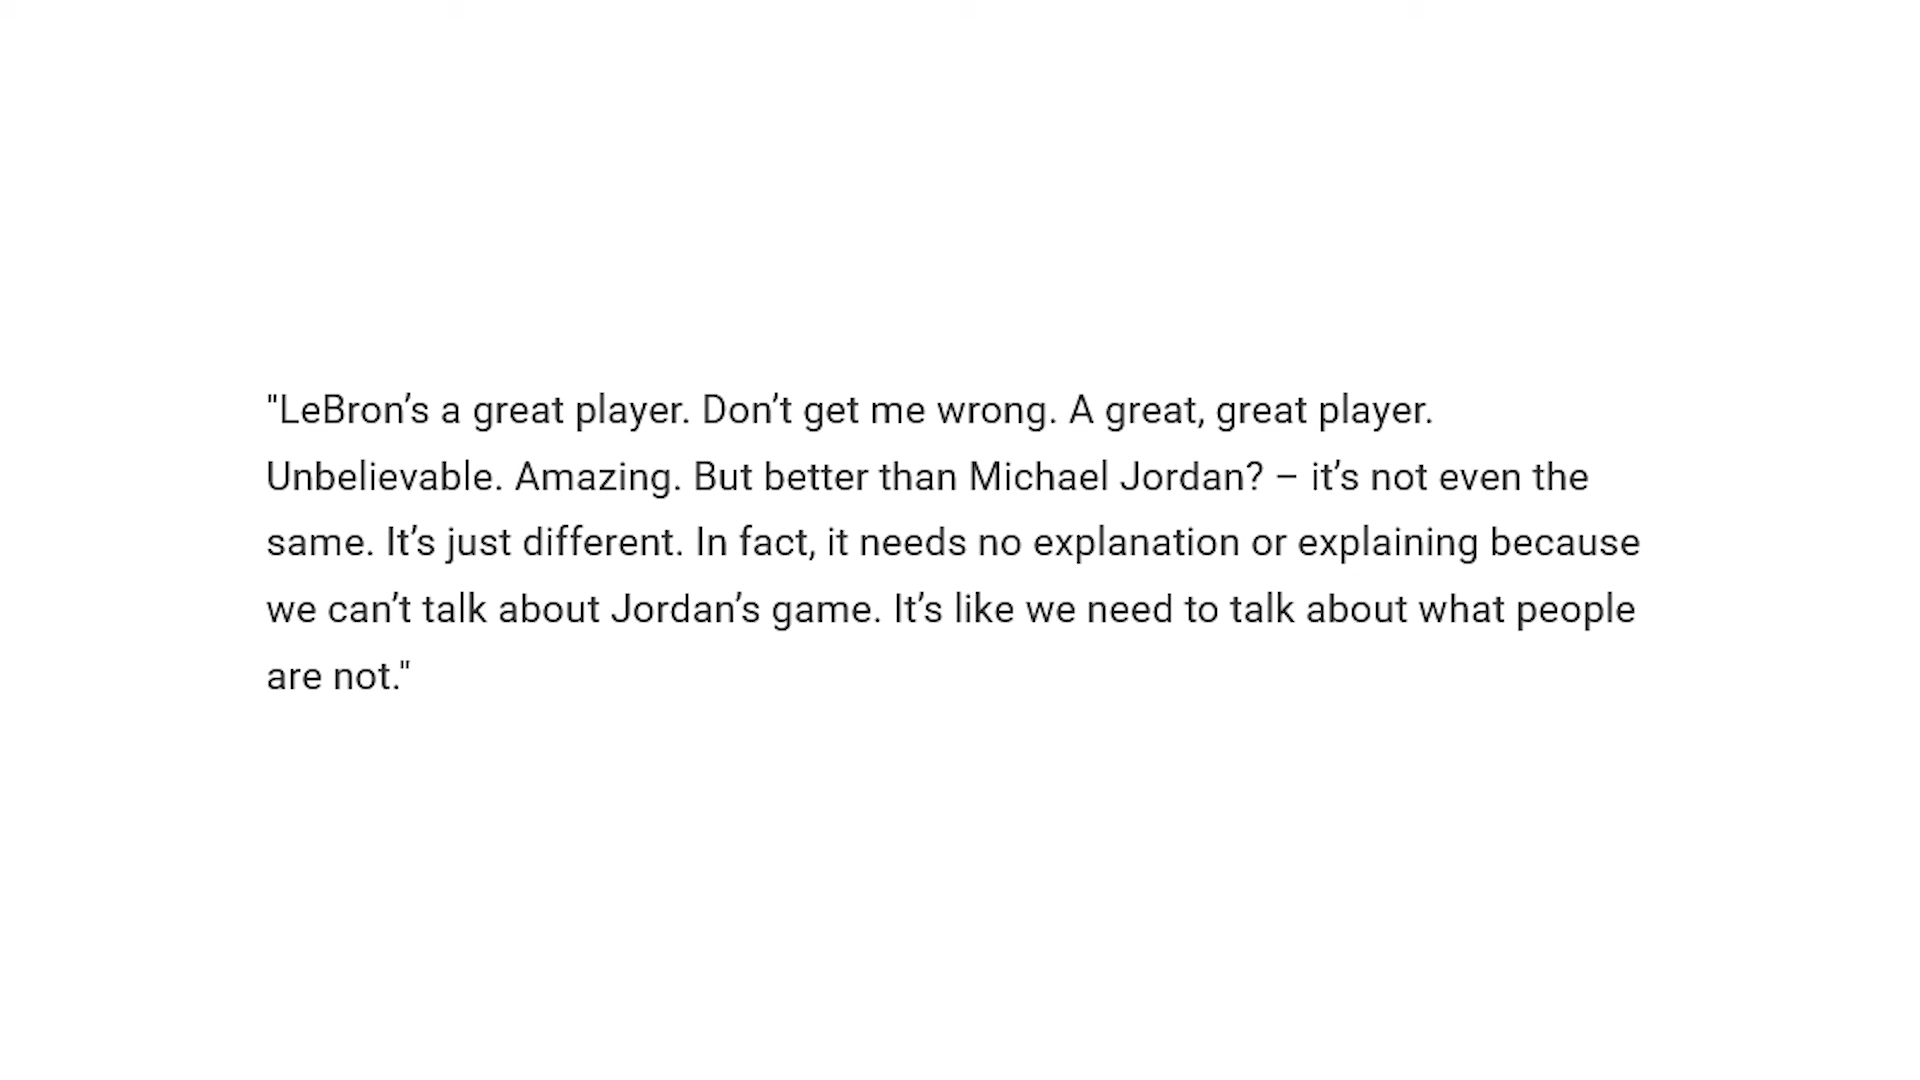 "LeBron’s a great player. Don’t get me wrong. A great, great player.
Unbelievable. Amazing. But better than Michael Jordan? – it’s not even the
same. It’s just different. In fact, it needs no explanation or explaining because
we can’t talk about Jordan’s game. It’s like we need to talk about what people
are not."